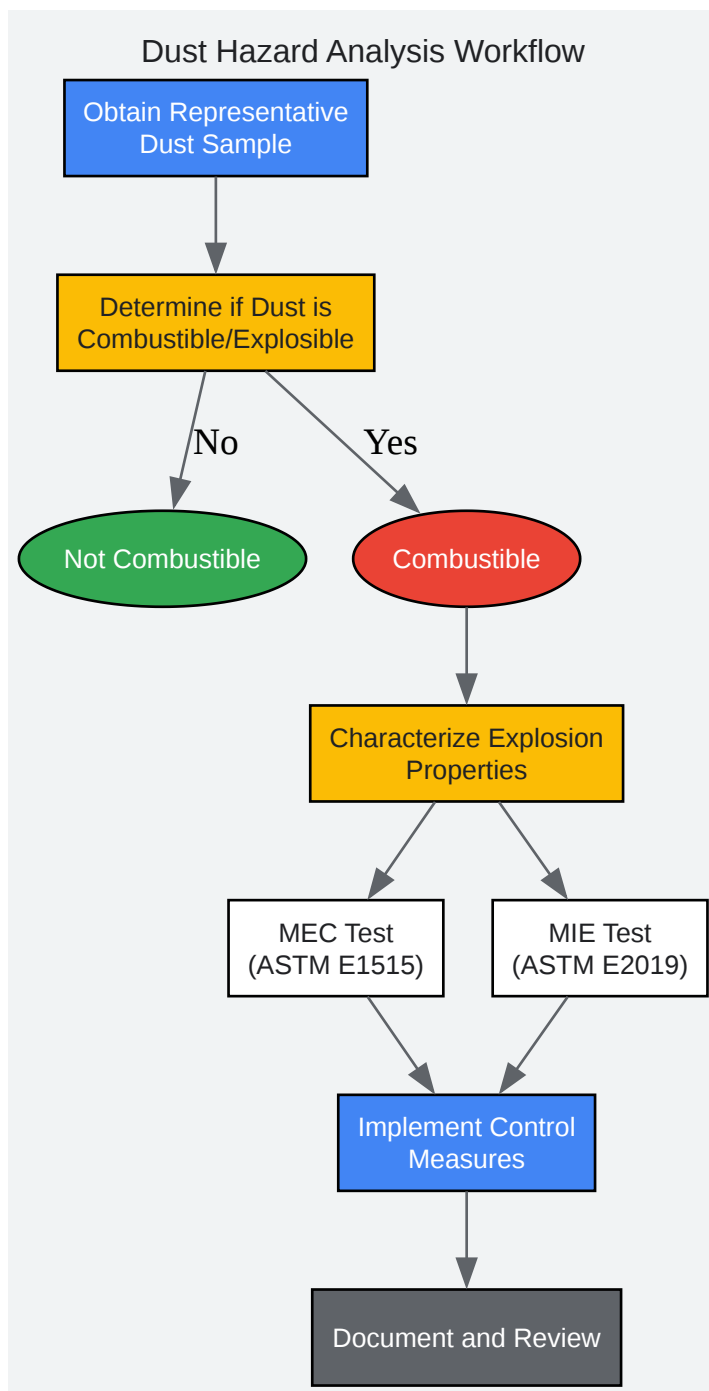 Dust Hazard Analysis Workflow
Obtain Representative
Dust Sample
Determine if Dust is
Combustible/Explosible
No
Yes
Not Combustible
Combustible
Characterize Explosion
Properties
MEC Test
(ASTM E1515)
MIE Test
(ASTM E2019)
Implement Control
Measures
Document and Review